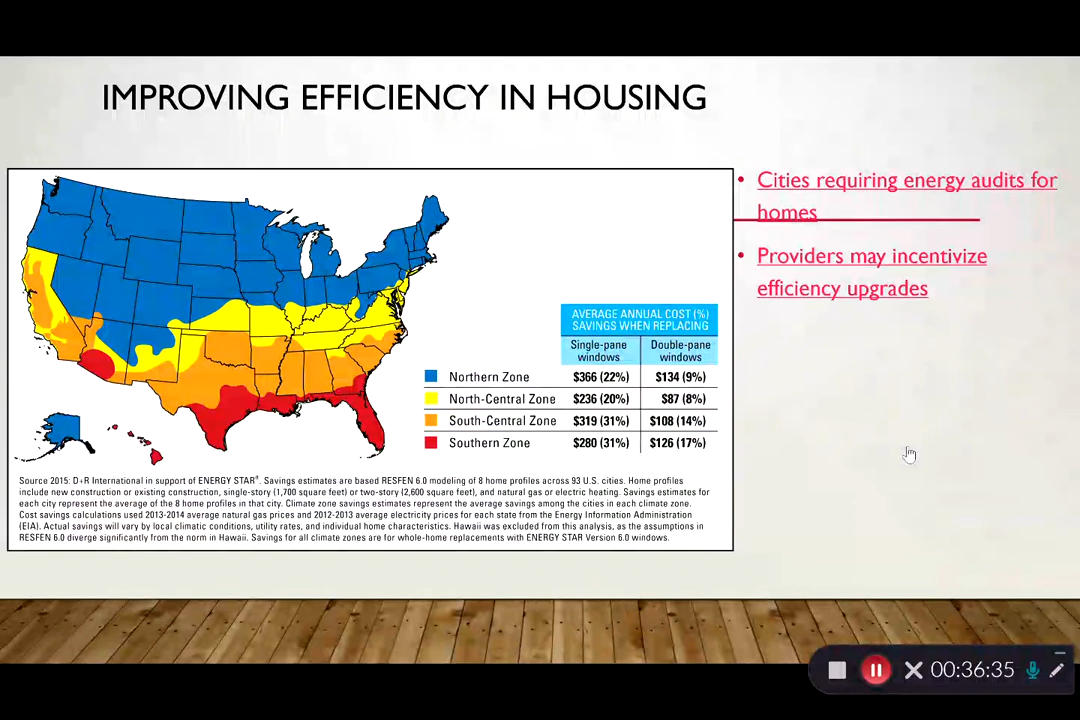 IMPROVING EFFICIENCY IN HOUSING
• Cities requiring energy audits for
homes
• Providers may incentivize
efficiency upgrades
AVERAGE ANNUAL COST (%)
SAVINGS WHEN REPLACING
Single-pane windows Double-pane windows
Northern Zone $366 (22%) $134 (9%)
North-Central Zone $236 (20%) $87 (8%)
South-Central Zone $319 (31%) $108 (14%)
Southern Zone $280 (31%) $126 (17%)
Source 2015: D+R International in support of ENERGY STAR®. Savings estimates are based RESFEN 6.0 modeling of 8 home profiles across 93 U.S. cities. Home profiles
include new construction or existing construction, single-story (1,700 square feet) or two-story (2,600 square feet), and natural gas or electric heating. Savings estimates for
each city represent the average of the 8 home profiles in that city. Climate zone savings estimates represent the average savings among the cities in each climate zone.
Cost savings calculations used 2013-2014 average natural gas prices and 2012-2013 average electricity prices for each state from the Energy Information Administration
(EIA). Actual savings will vary by local climatic conditions, utility rates, and individual home characteristics. Hawaii was excluded from this analysis, as the assumptions in
RESFEN 6.0 diverge significantly from the norm in Hawaii. Savings for all climate zones are for whole-home replacements with ENERGY STAR Version 6.0 windows.
00:36:35